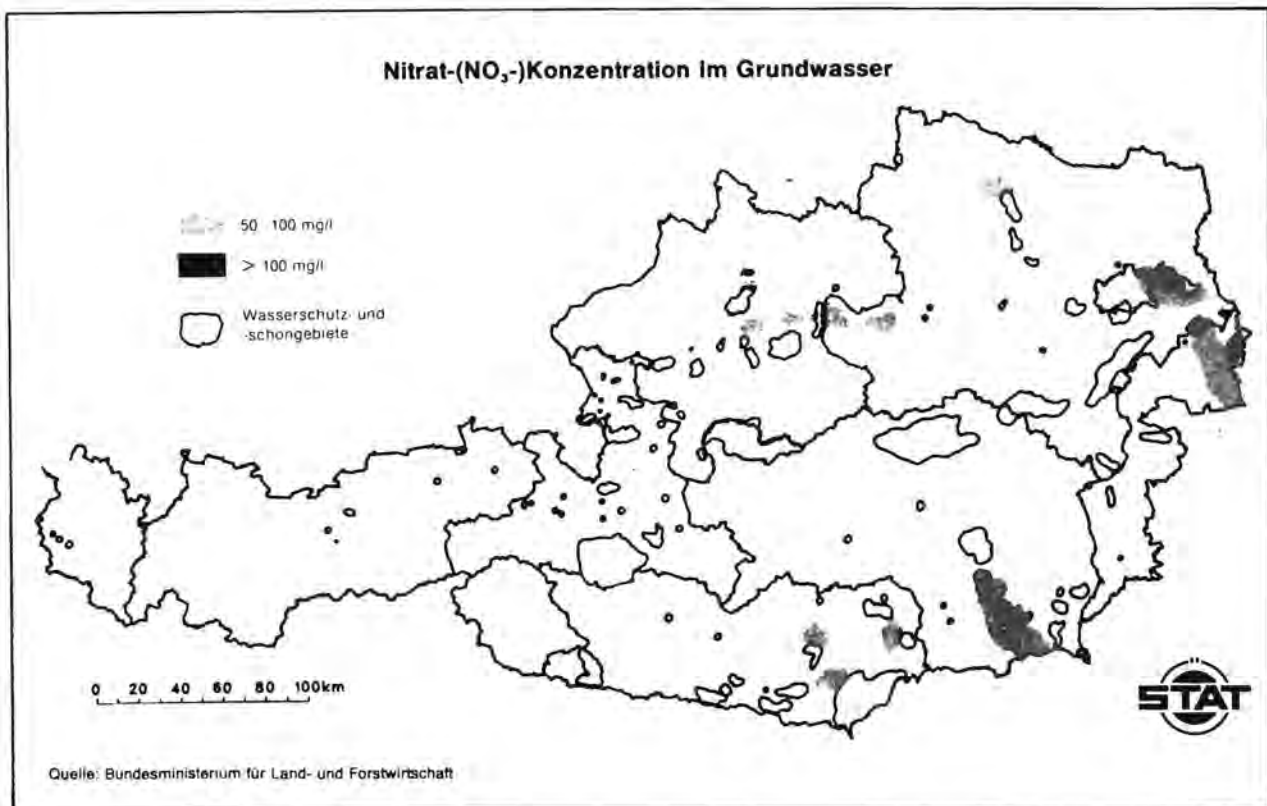 Nitrat-(NO₃-)Konzentration im Grundwasser
50 - 100 mg/l
> 100 mg/l
Wasserschutz- und
-schongebiete
0 20 40 60 80 100km
ÖSTAT
Quelle: Bundesministerium für Land- und Forstwirtschaft